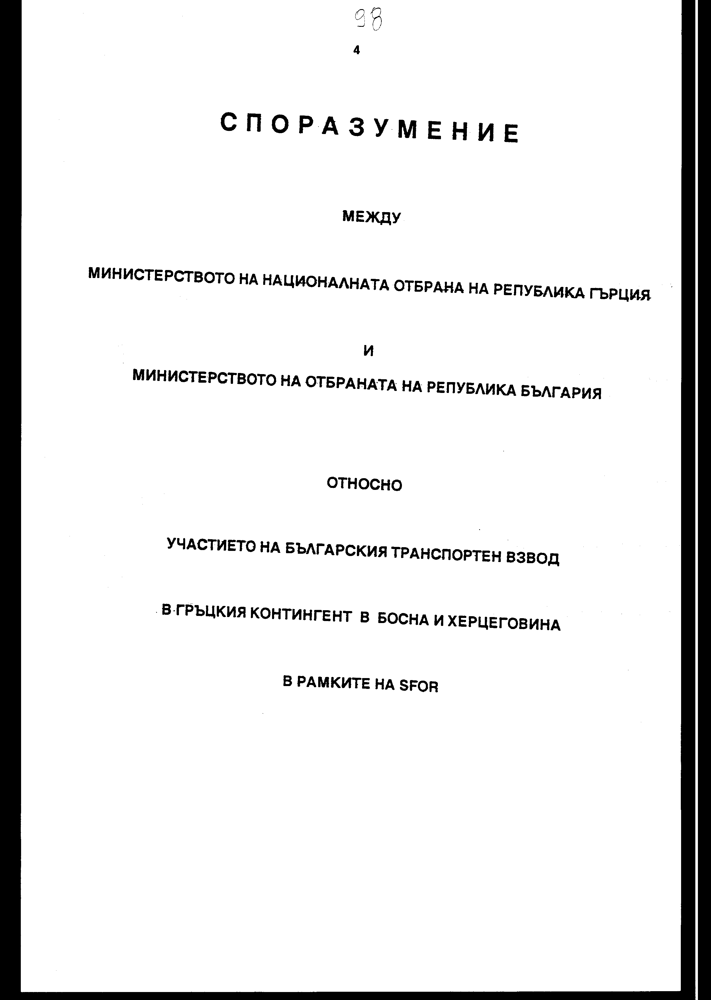 98
4
СПОРАЗУМЕНИЕ
МЕЖДУ
МИНИСТЕРСТВОТО НА НАЦИОНАЛНАТА ОТБРАНА НА РЕПУБЛИКА ГЪРЦИЯ
И
МИНИСТЕРСТВОТО НА ОТБРАНАТА НА РЕПУБЛИКА БЪЛГАРИЯ
ОТНОСНО
УЧАСТИЕТО НА БЪЛГАРСКИЯ ТРАНСПОРТЕН ВЗВОД
В ГРЪЦКИЯ КОНТИНГЕНТ В БОСНА И ХЕРЦЕГОВИНА
В РАМКИТЕ НА SFOR